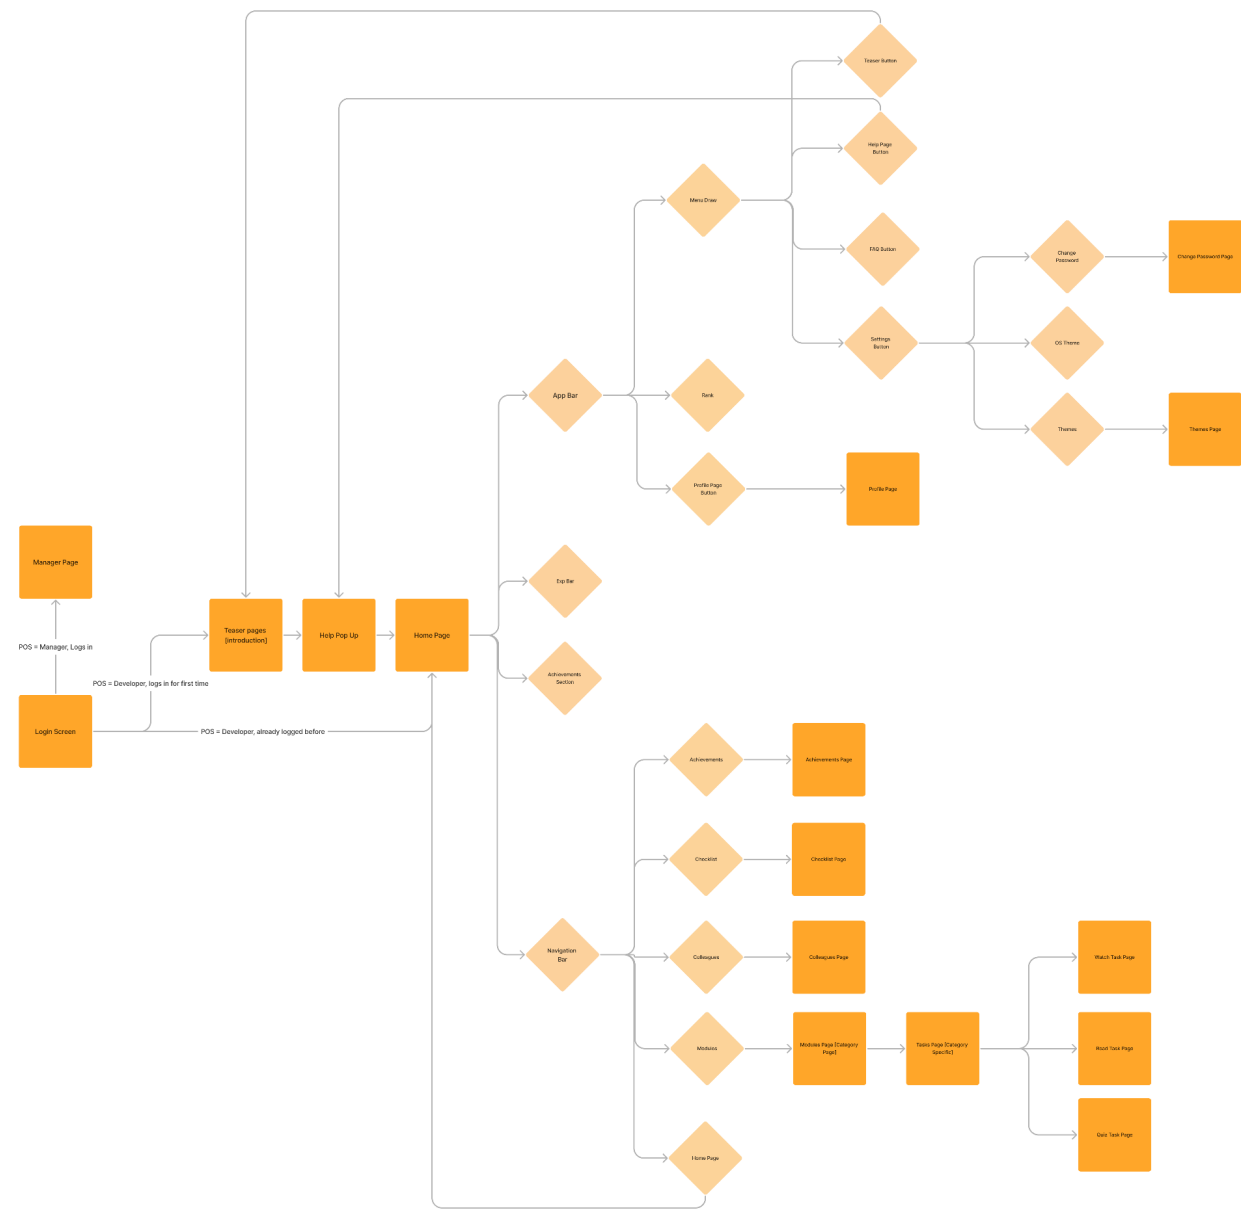 Teaser Button
Help Page
Button
Menu Draw
FAQ Button
Change
Password
Change Password Page
Settings
Button
OS Theme
App Bar
Rank
Themes
Themes Page
Profile Page
Button
Profile Page
Manager Page
Exp Bar
POS = Manager, Logs in
Teaser pages
[introduction]
Help Pop Up
Home Page
Achievements
Section
POS = Developer, logs in for first time
Login Screen
POS = Developer, already logged before
Achievements
Achievements Page
Checklist
Checklist Page
Navigation
Bar
Colleagues
Colleagues Page
Watch Task Page
Modules
Modules Page [Category
Page]
Tasks Page [Category
Specific]
Read Task Page
Task Page
Home Page